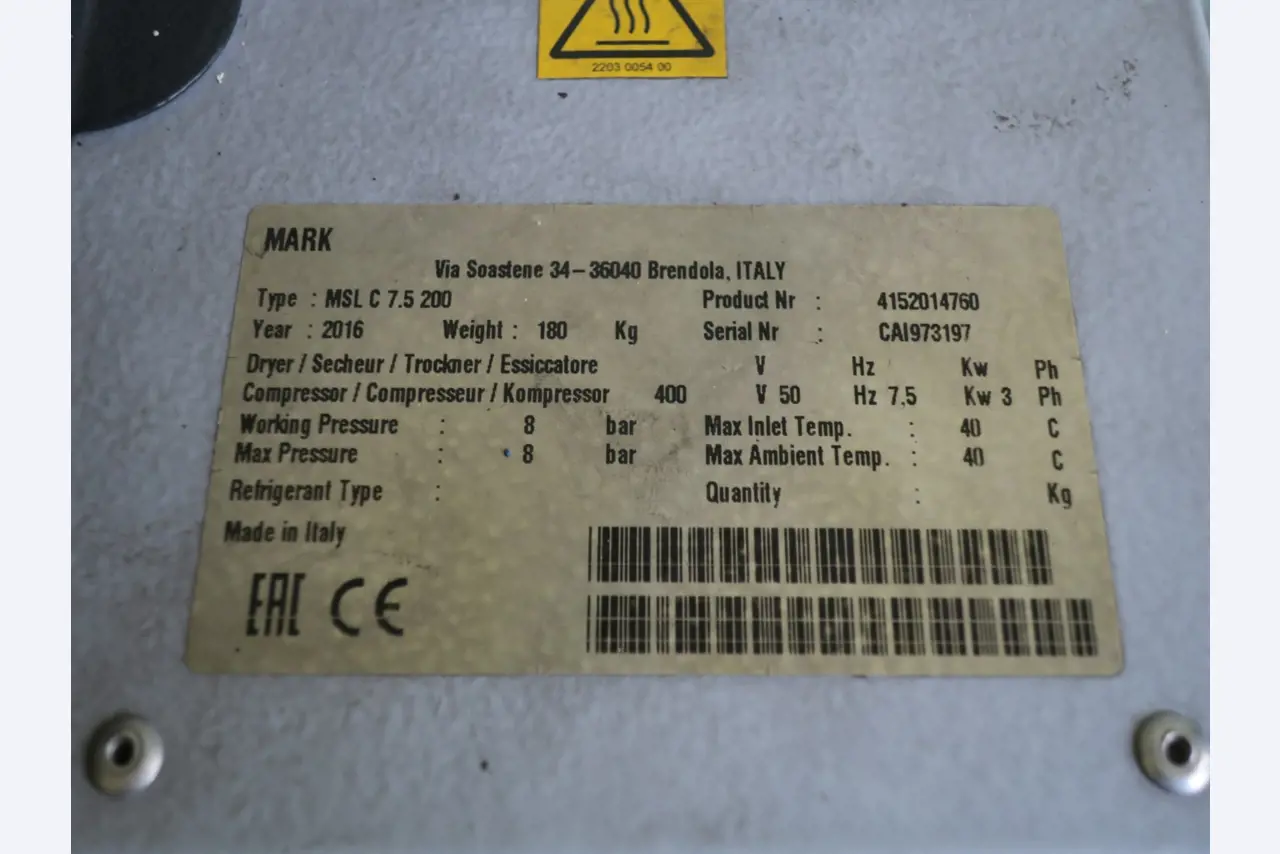 2203 0054 00
MARK
Via Soastene 34-36040 Brendola, ITALY
Type : MSL C 7.5 200 Product Nr : 4152014760
Year : 2016 Weight : 180 Kg Serial Nr : CAI973197
Dryer / Secheur / Trockner / Essiccatore V Hz Kw Ph
Compressor / Compresseur / Kompressor 400 V 50 Hz 7,5 Kw 3 Ph
Working Pressure : 8 bar Max Inlet Temp. : 40 C
Max Pressure : 8 bar Max Ambient Temp. : 40 C
Refrigerant Type : Quantity : Kg
Made in Italy
EAC CE